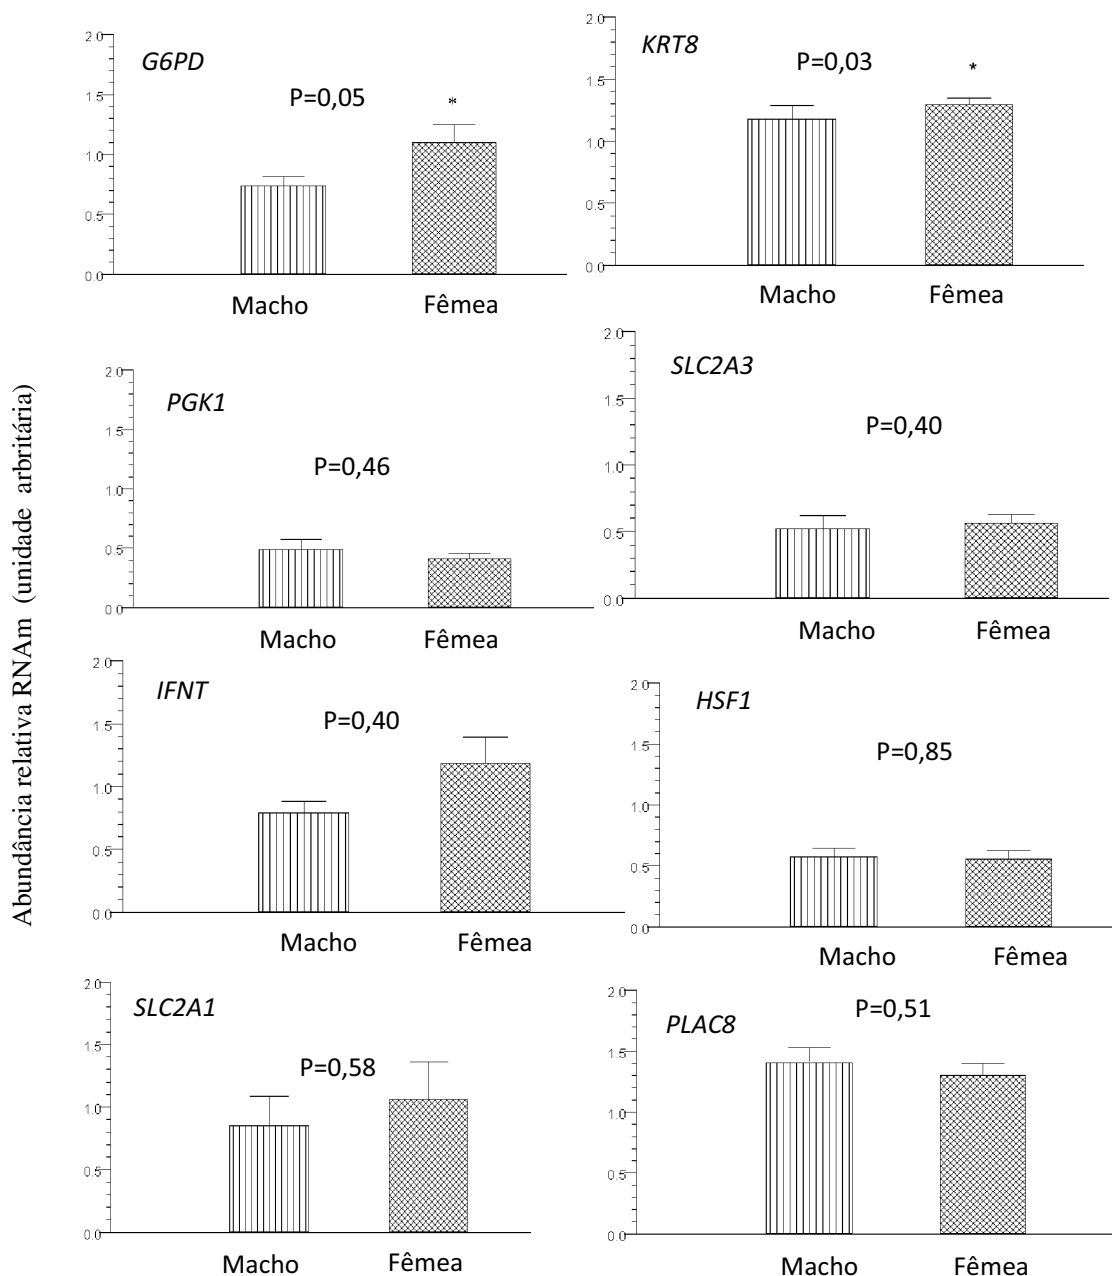 Abundância relativa RNAm (unidade arbritária)
G6PD
P=0,05
*
2.0
1.5
1.0
0.5
0.0
Macho Fêmea
KRT8
P=0,03
*
2.0
1.5
1.0
0.5
0.0
Macho Fêmea
PGK1
P=0,46
2.0
1.5
1.0
0.5
0.0
Macho Fêmea
SLC2A3
P=0,40
2.0
1.5
1.0
0.5
0.0
Macho Fêmea
IFNT
P=0,40
2.0
1.5
1.0
0.5
0.0
Macho Fêmea
HSF1
P=0,85
2.0
1.5
1.0
0.5
0.0
Macho Fêmea
SLC2A1
P=0,58
2.0
1.5
1.0
0.5
0.0
Macho Fêmea
PLAC8
P=0,51
2.0
1.5
1.0
0.5
0.0
Macho Fêmea